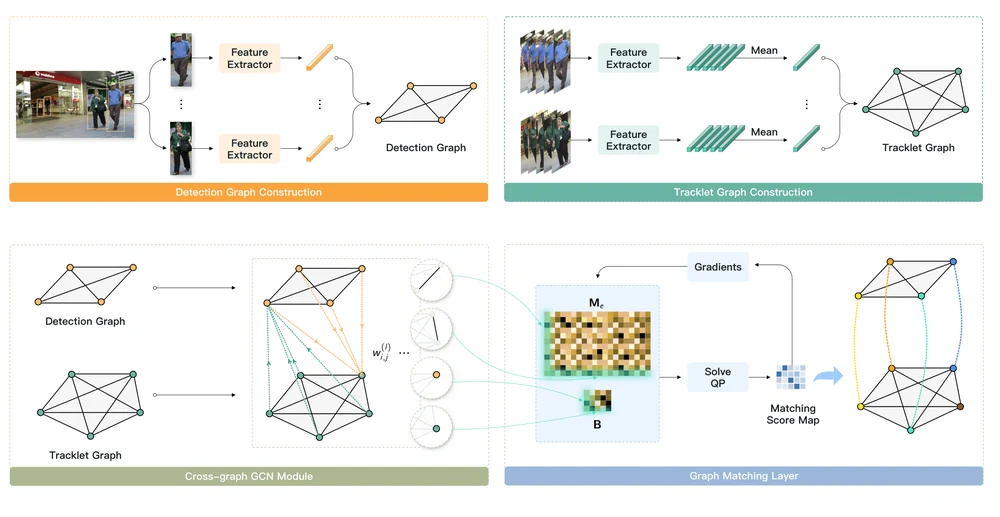 Feature
Extractor
Feature
Extractor
Detection Graph
Detection Graph Construction
Feature
Extractor
Mean
Feature
Extractor
Mean
Tracklet Graph
Tracklet Graph Construction
Detection Graph
Tracklet Graph
w_{i,j}^{(l)} ...
Cross-graph GCN Module
Gradients
M_e
B
Solve
QP
Matching
Score Map
Graph Matching Layer